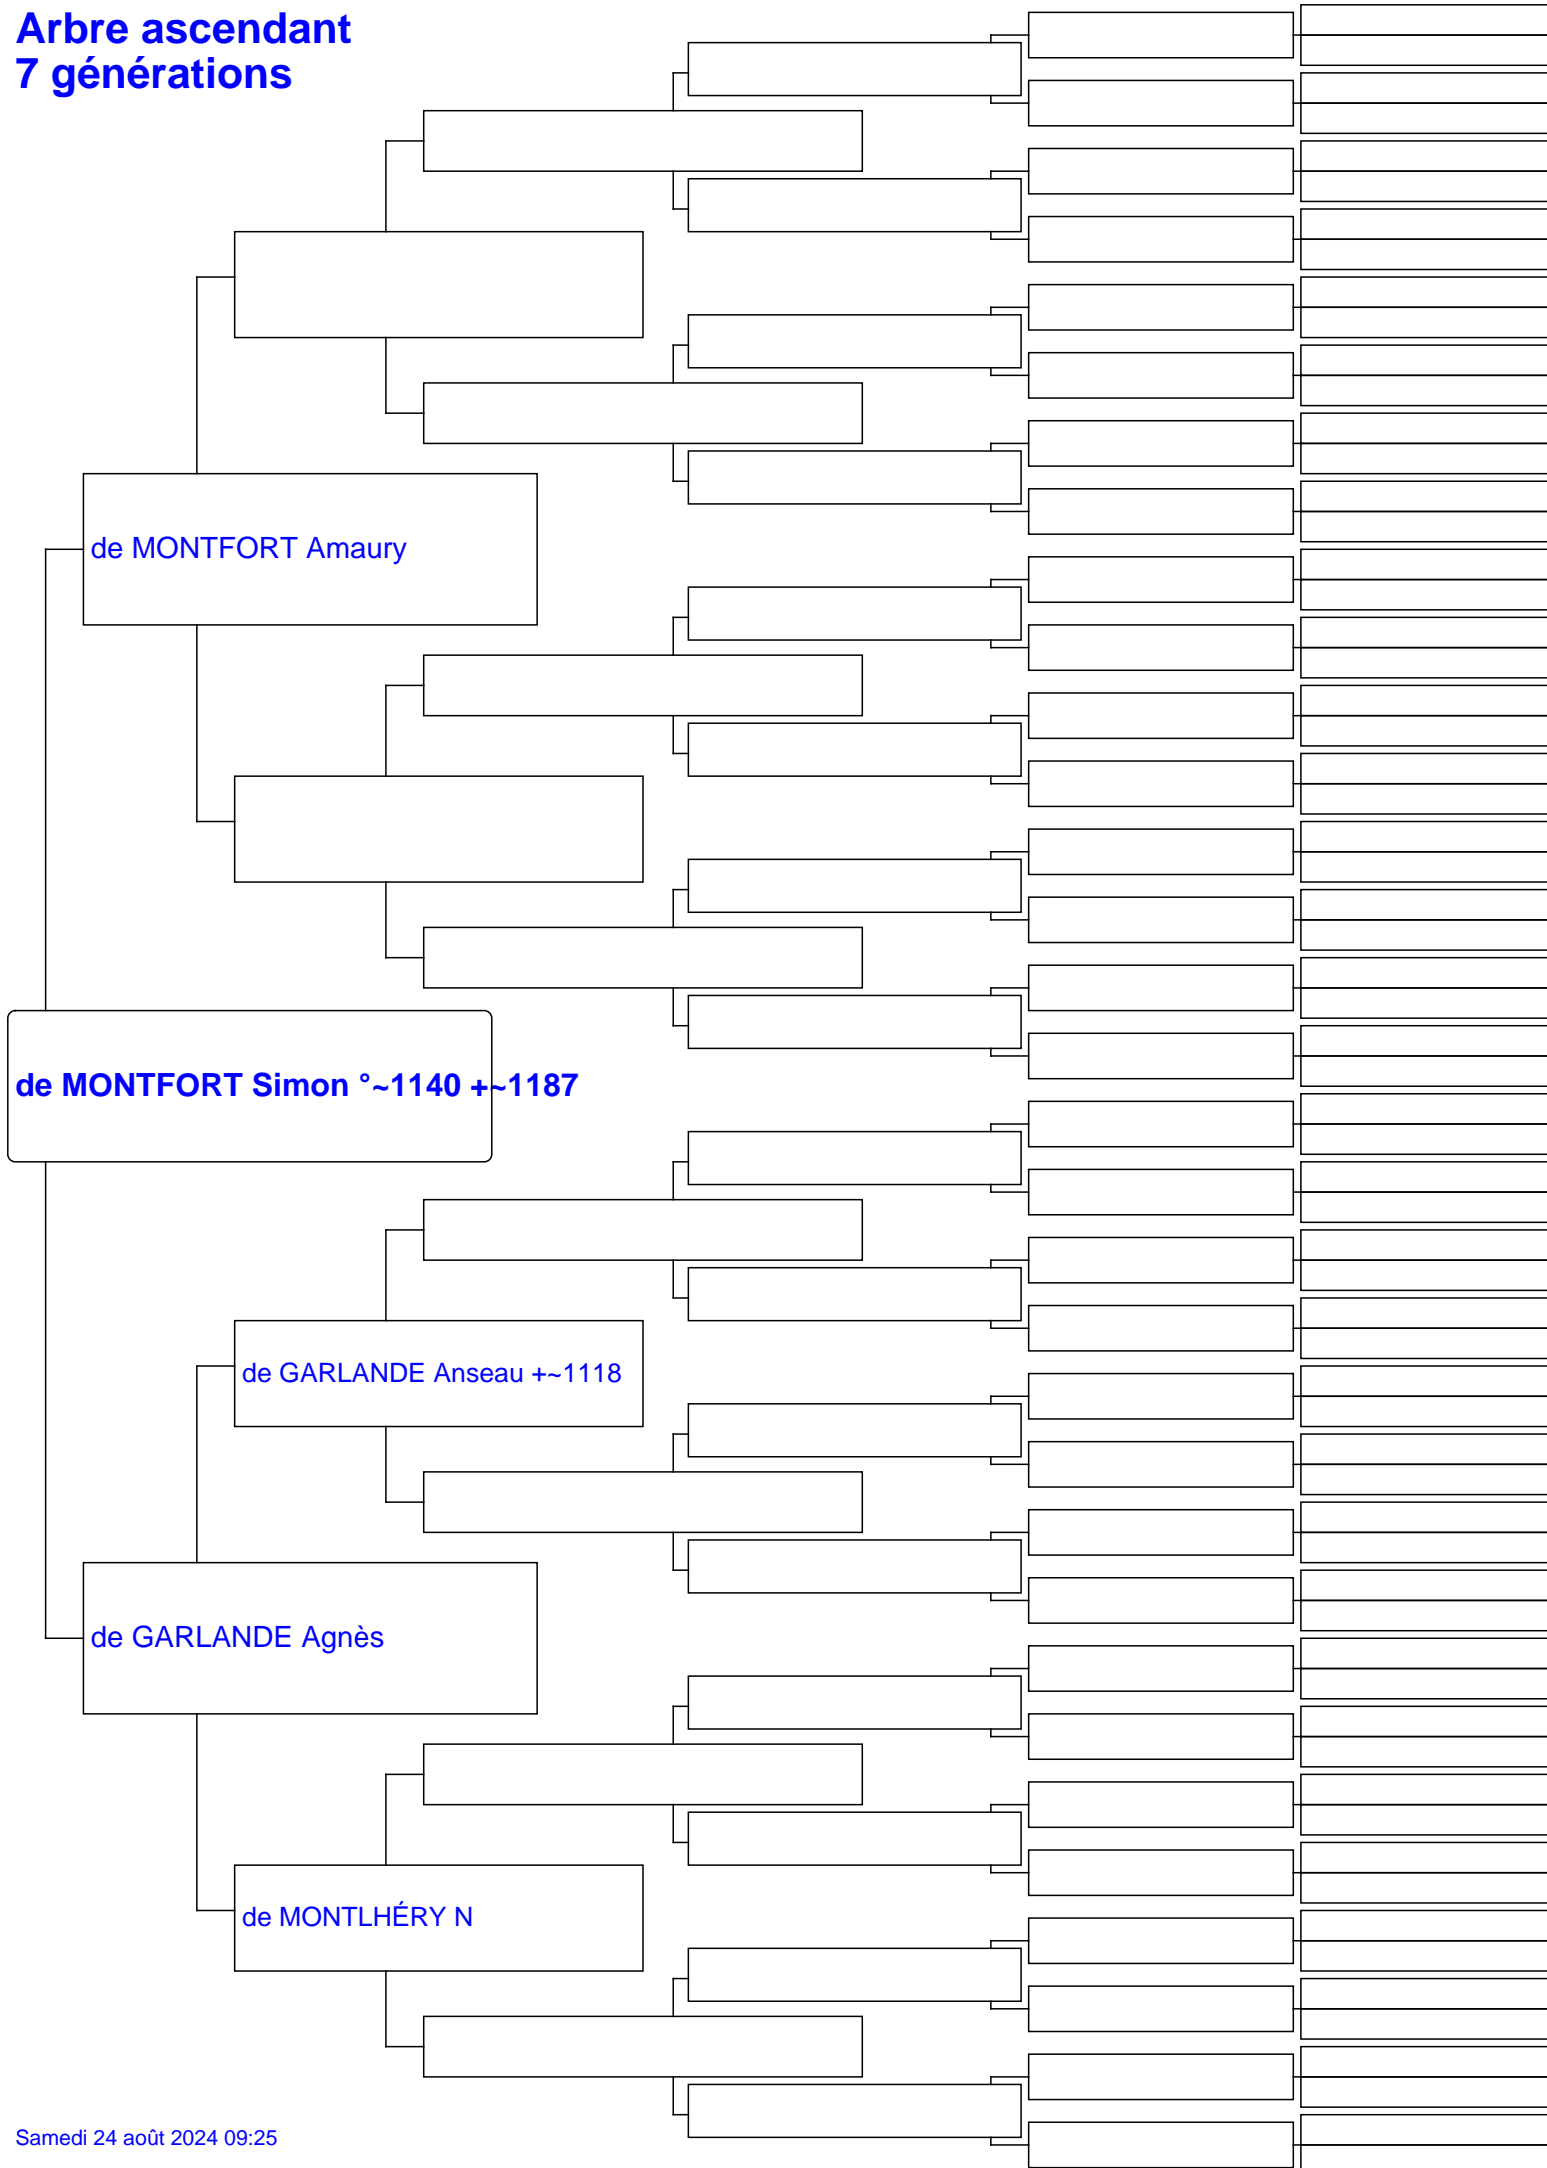 Arbre ascendant
7 générations
de MONTFORT Amaury
de MONTFORT Simon °~1140 +~1187
de GARLANDE Anseau +~1118
de GARLANDE Agnès
de MONTLHÉRY N
Samedi 24 août 2024 09:25